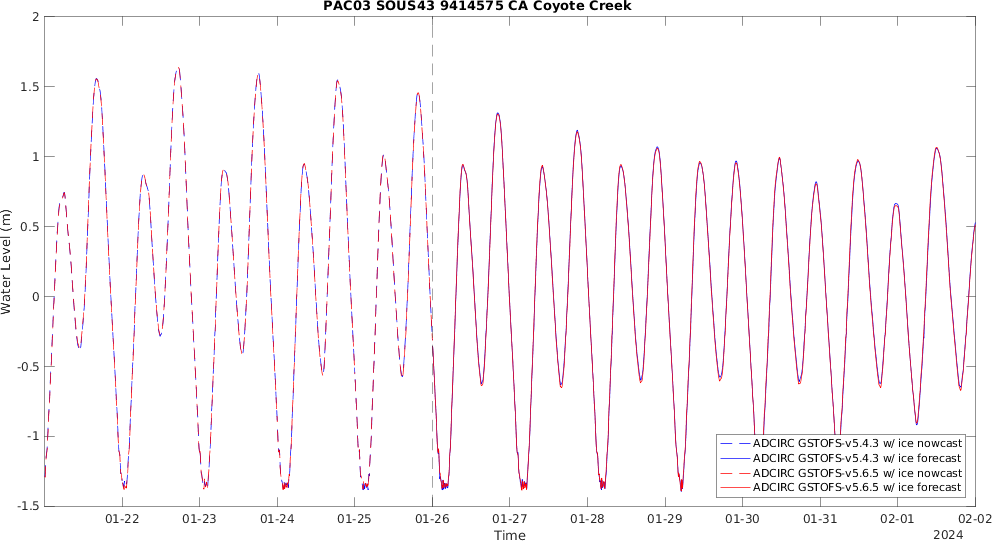 PAC03 SOUS43 9414575 CA Coyote Creek
2
1.5
1
0.5
0
-0.5
-1
-1.5
Water Level (m)
ADCIRC GSTOFS-v5.4.3 w/ ice nowcast
ADCIRC GSTOFS-v5.4.3 w/ ice forecast
ADCIRC GSTOFS-v5.6.5 w/ ice nowcast
ADCIRC GSTOFS-v5.6.5 w/ ice forecast
01-22 01-23 01-24 01-25 01-26 01-27 01-28 01-29 01-30 01-31 02-01 02-02
Time
2024